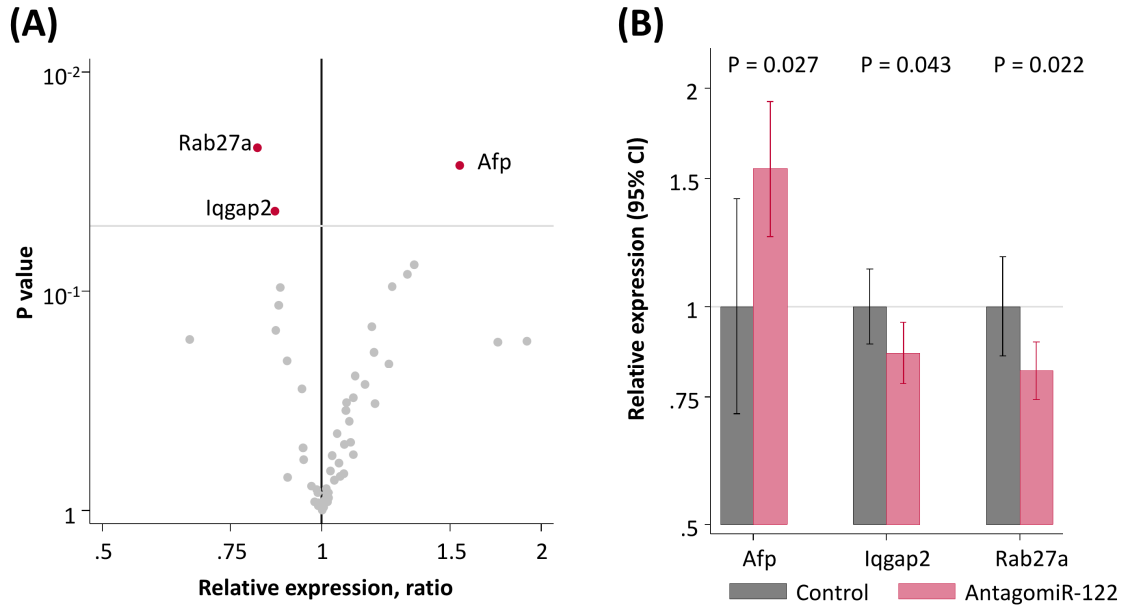 (A)
10-2
Rab27a
Afp
Iqgap2
10-1
1
P value
.5
.75
1
1.5
2
Relative expression, ratio
(B)
P = 0.027
P = 0.043
P = 0.022
2
1.5
1
.75
.5
Relative expression (95% CI)
Afp
Iqgap2
Rab27a
Control
AntagomiR-122